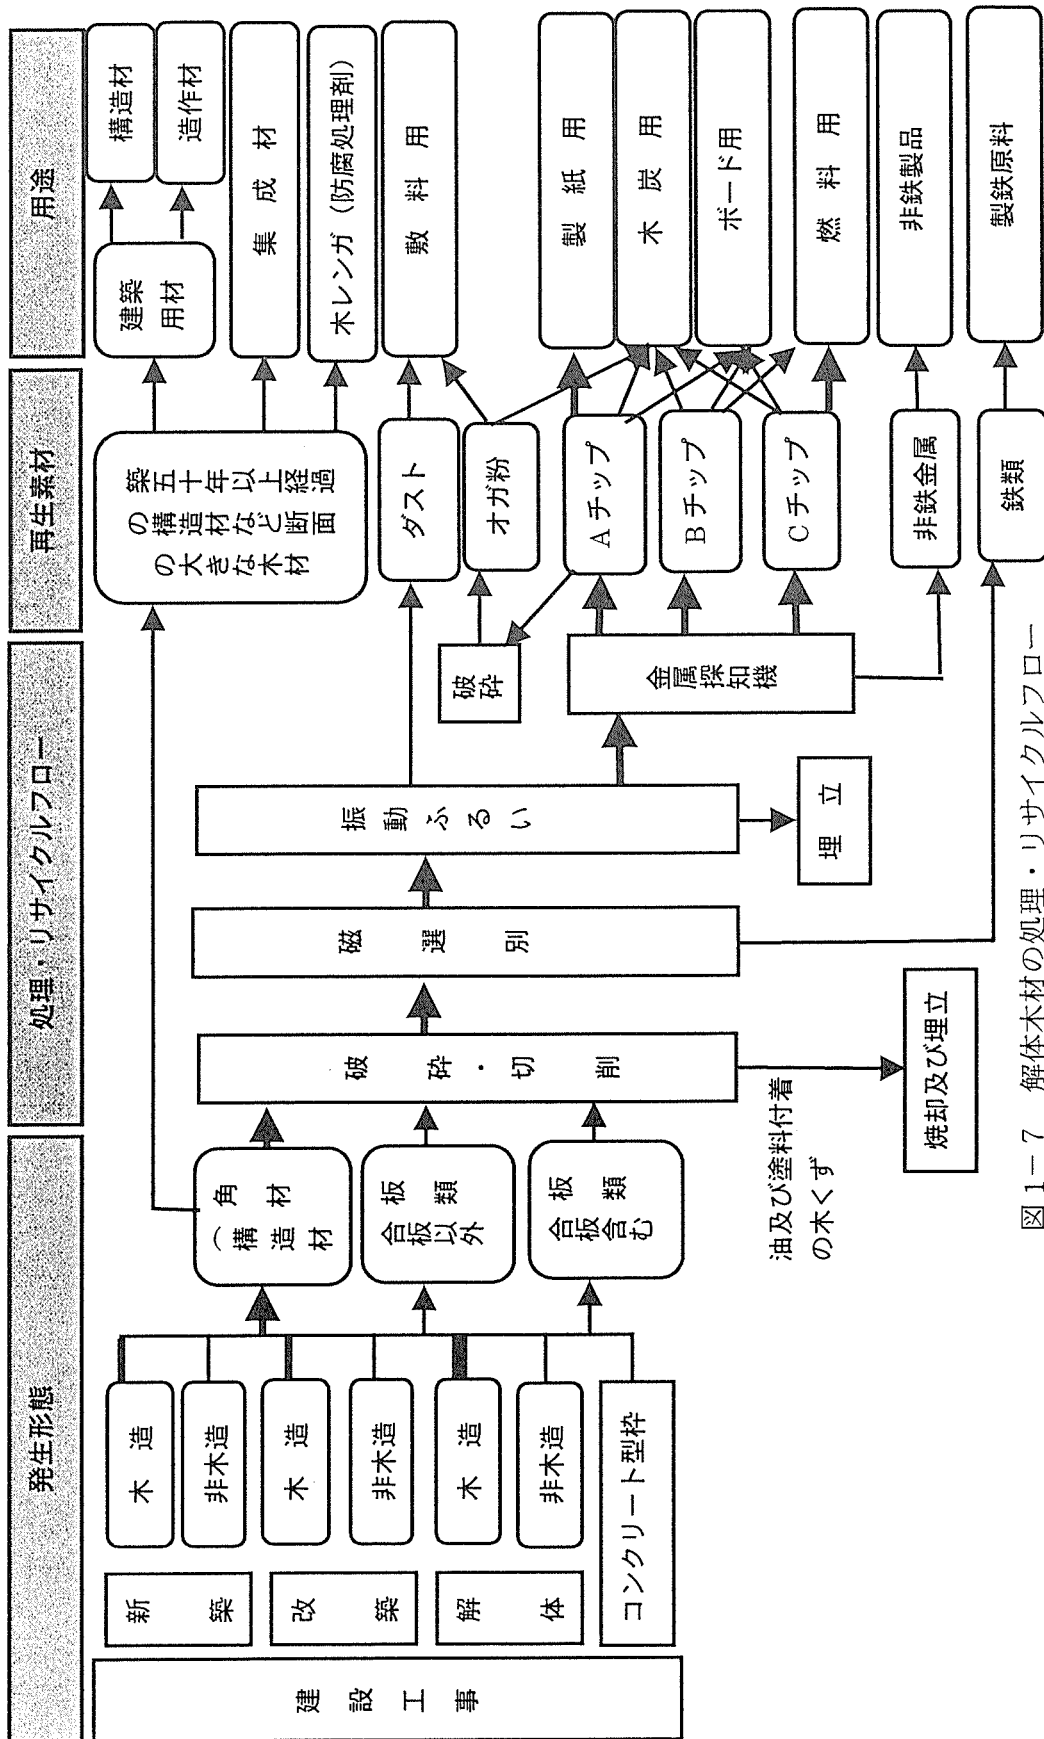 発生形態
処理・リサイクルフロー
再生素材
用途
建設工事
新築
改築
解体
コンクリート型枠
木造
非木造
木造
非木造
木造
非木造
角材
(構造材
板類
合板以外
板類
合板含む
破砕・切削
油及び塗料付着
の木くず
焼却及び埋立
磁選別
振動ふるい
埋立
破砕
金属探知機
築五十年以上経過
の構造材など断面
の大きな木材
ダスト
オガ粉
Aチップ
Bチップ
Cチップ
非鉄金属
鉄類
建築
用材
構造材
造作材
集成材
木レンガ(防腐処理剤)
敷料用
製紙用
木炭用
ボード用
燃料用
非鉄製品
製鉄原料
図1-7 解体木材の処理・リサイクルフロー